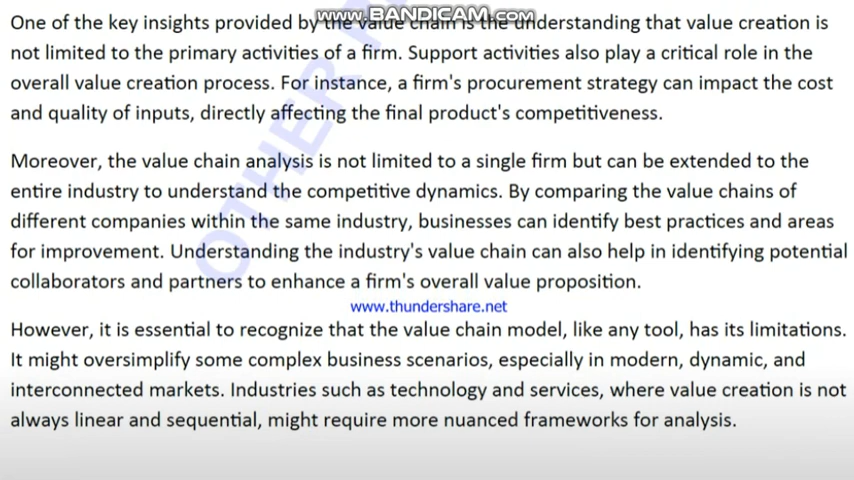 www.BANDICAM.com
One of the key insights provided by the value chain is the understanding that value creation is
not limited to the primary activities of a firm. Support activities also play a critical role in the
overall value creation process. For instance, a firm's procurement strategy can impact the cost
and quality of inputs, directly affecting the final product's competitiveness.
Moreover, the value chain analysis is not limited to a single firm but can be extended to the
entire industry to understand the competitive dynamics. By comparing the value chains of
different companies within the same industry, businesses can identify best practices and areas
for improvement. Understanding the industry's value chain can also help in identifying potential
collaborators and partners to enhance a firm's overall value proposition.
www.thundershare.net
However, it is essential to recognize that the value chain model, like any tool, has its limitations.
It might oversimplify some complex business scenarios, especially in modern, dynamic, and
interconnected markets. Industries such as technology and services, where value creation is not
always linear and sequential, might require more nuanced frameworks for analysis.
OTHER